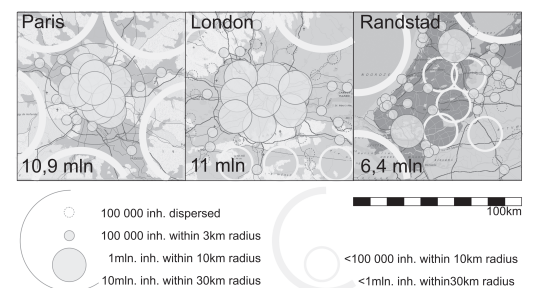 Paris
London
Randstad
10,9 mln
11 mln
6,4 mln
100km
100 000 inh. dispersed
100 000 inh. within 3km radius
1mln. inh. within 10km radius
10mln. inh. within 30km radius
<100 000 inh. within 10km radius
<1mln. inh. within30km radius